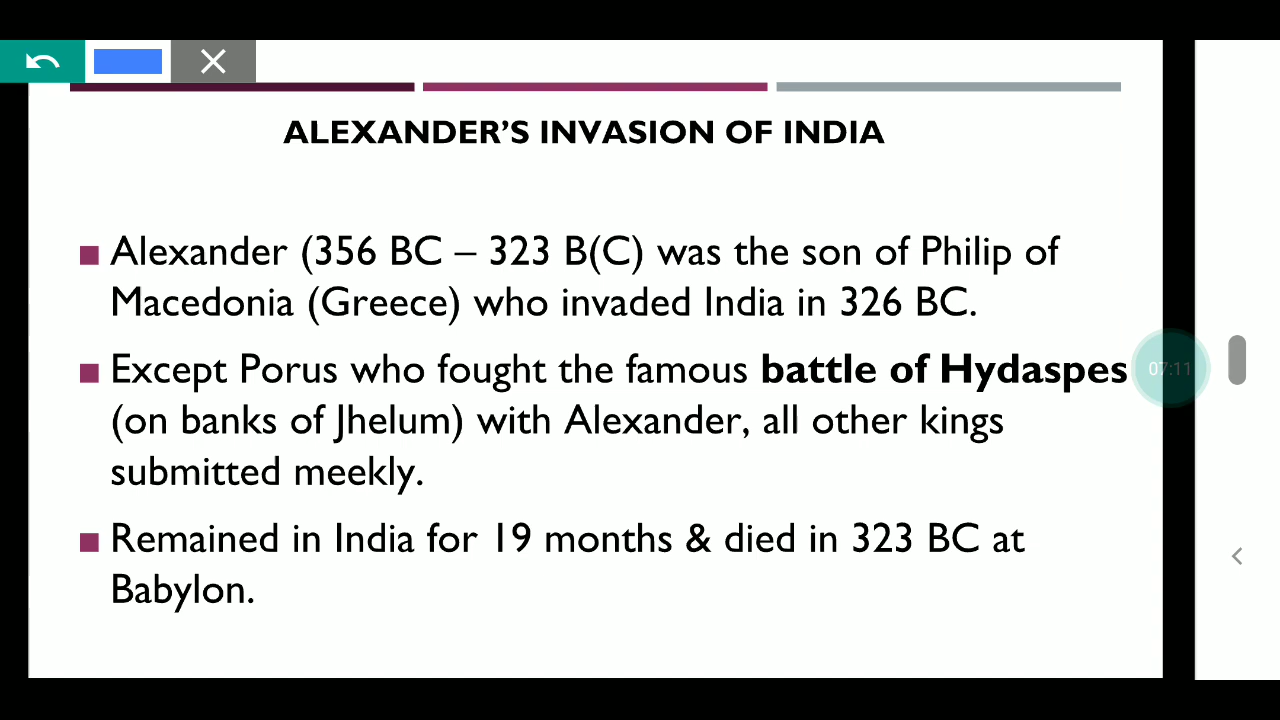 ALEXANDER'S INVASION OF INDIA
Alexander (356 BC – 323 B(C) was the son of Philip of
Macedonia (Greece) who invaded India in 326 BC.
Except Porus who fought the famous battle of Hydaspes
(on banks of Jhelum) with Alexander, all other kings
submitted meekly.
Remained in India for 19 months & died in 323 BC at
Babylon.
07:11